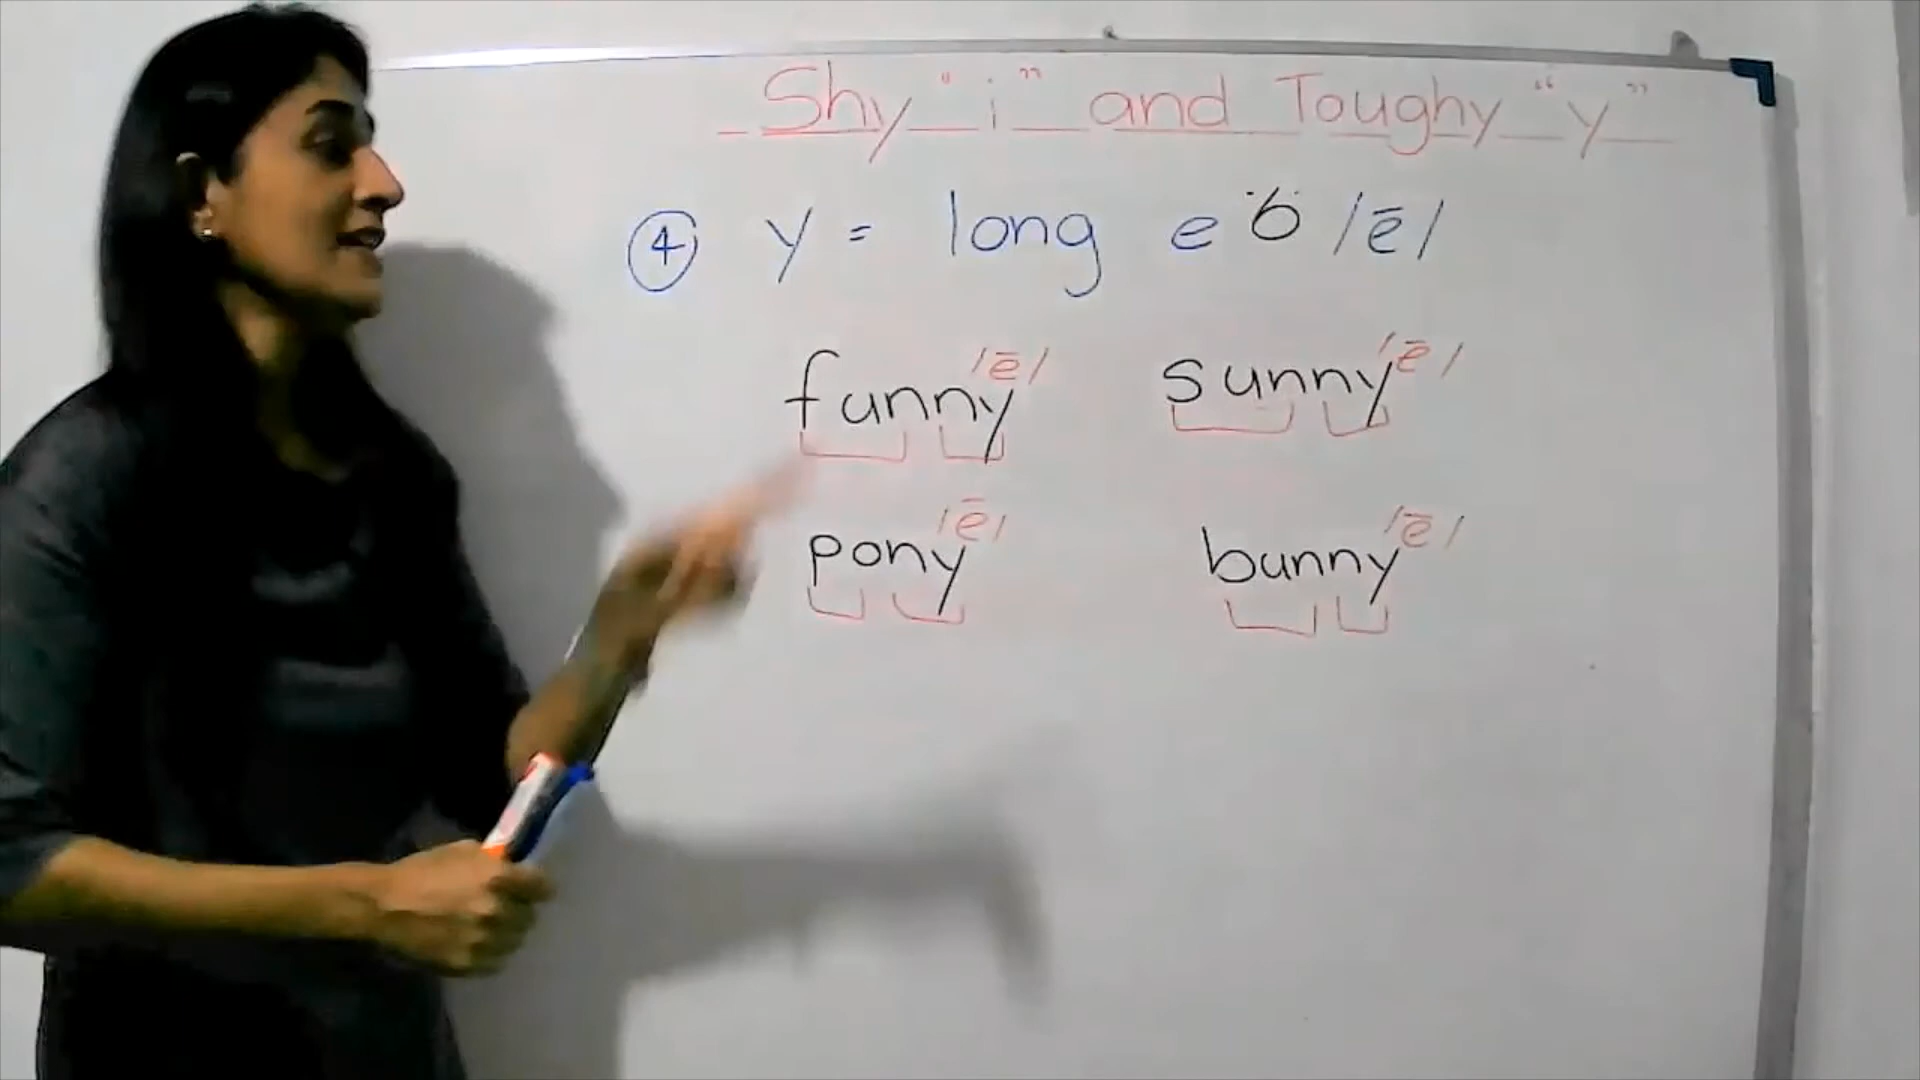 Shy "i" and Toughy "y"
④ y = long e ӧ /ē/
/ē/ /ē/
funny sunny
/ē/ /ē/
pony bunny